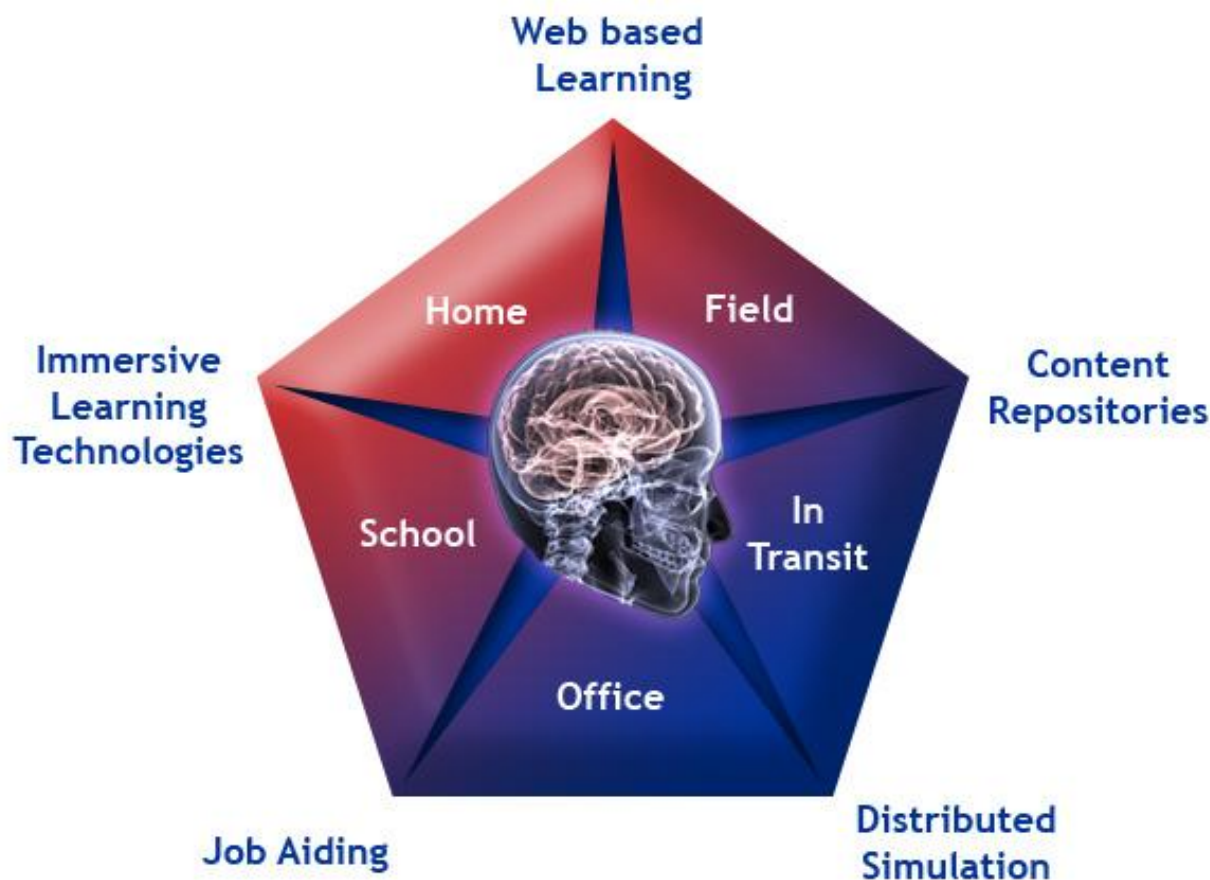 Web based
Learning
Home
Field
Immersive
Learning
Technologies
Content
Repositories
School
In
Transit
Office
Job Aiding
Distributed
Simulation